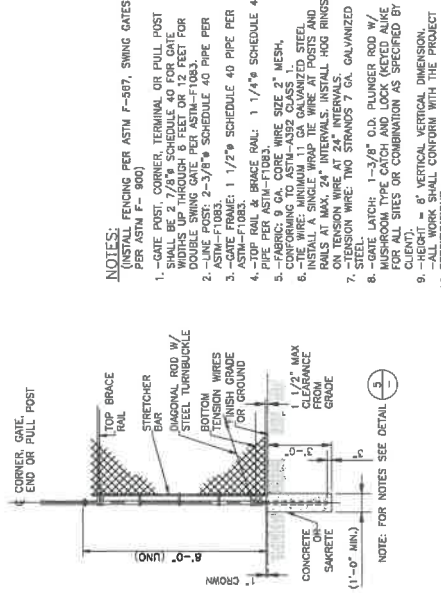 NOTES:
(INSTALL FENCING PER ASTM F-567, SWING GATES
PER ASTM F- 900)
1.-GATE POST, CORNER, TERMINAL OR PULL POST
SHALL BE 2 7/8"ø SCHEDULE 40 FOR GATE
WIDTHS UP THROUGH 6 FEET OR 12 FEET FOR
DOUBLE SWING GATE PER ASTM-F1083.
2.-LINE POST: 2-3/8"ø SCHEDULE 40 PIPE PER
ASTM-F1083.
3.-GATE FRAME: 1 1/2"ø SCHEDULE 40 PIPE PER
ASTM-F1083.
4.-TOP RAIL & BRACE RAIL: 1 1/4"ø SCHEDULE 4
PIPE PER ASTM-F1083.
5.-FABRIC: 9 GA. CORE WIRE SIZE 2" MESH,
CONFORMING TO ASTM-A392 CLASS 1.
6.-TIE WIRE: MINIMUM 11 GA GALVANIZED STEEL
INSTALL A SINGLE WRAP TIE WIRE AT POSTS AND
RAILS AT MAX. 24" INTERVALS. INSTALL HOG RINGS
ON TENSION WIRE AT 24" INTERVALS.
7.-TENSION WIRE: TWO STRANDS 7 GA. GALVANIZED
STEEL.
8.-GATE LATCH: 1-3/8" O.D. PLUNGER ROD W/
MUSHROOM TYPE CATCH AND LOCK (KEYED ALIKE
FOR ALL SITES OR COMBINATION AS SPECIFIED BY
CLIENT).
9.-HEIGHT = 8' VERTICAL VERTICAL DIMENSION.
-ALL WORK SHALL CONFORM WITH THE PROJECT
℄ CORNER, GATE,
END OR PULL POST
TOP BRACE
RAIL
STRETCHER
BAR
DIAGONAL ROD W/
STEEL TURNBUCKLE
BOTTOM
TENSION WIRES
FINISH GRADE
OR GROUND
1 1/2" MAX
CLEARANCE
FROM
GRADE
8'-0" (UNO)
1" CROWN
3'-0"
3"
CONCRETE
OR
SAKRETE
(1'-0" MIN.)
NOTE: FOR NOTES SEE DETAIL
5